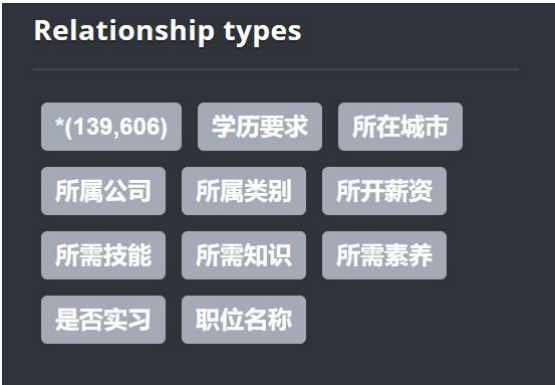 Relationship types
*(139,606) 学历要求 所在城市
所属公司 所属类别 所开薪资
所需技能 所需知识 所需素养
是否实习 职位名称